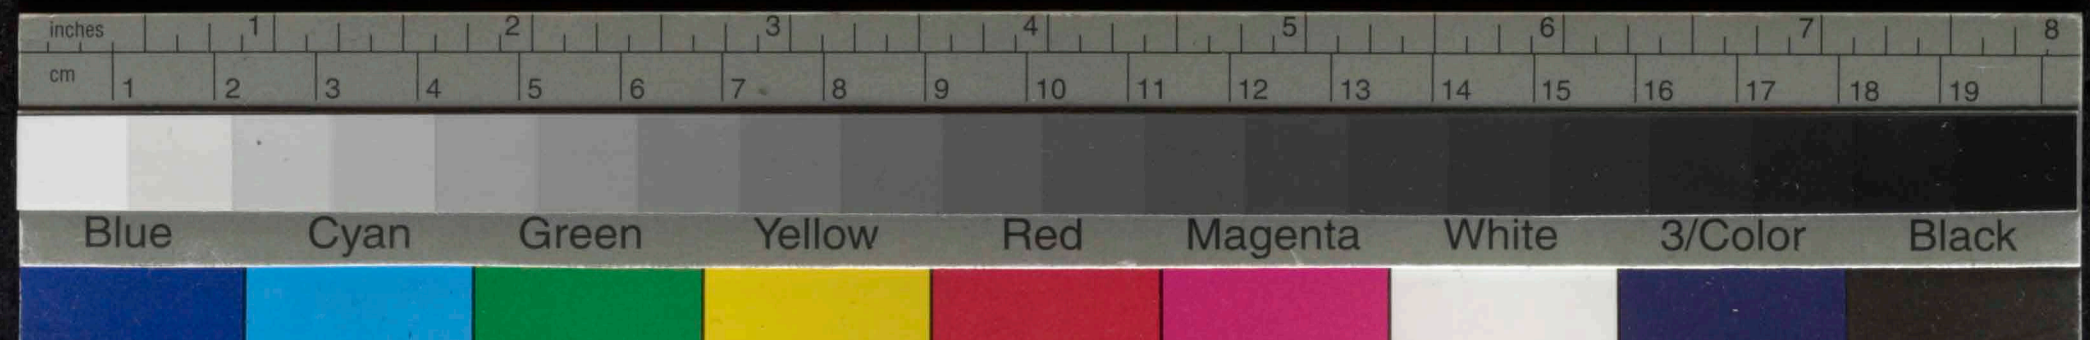 inches 1 2 3 4 5 6 7 8
cm 1 2 3 4 5 6 7 8 9 10 11 12 13 14 15 16 17 18 19
Blue Cyan Green Yellow Red Magenta White 3/Color Black